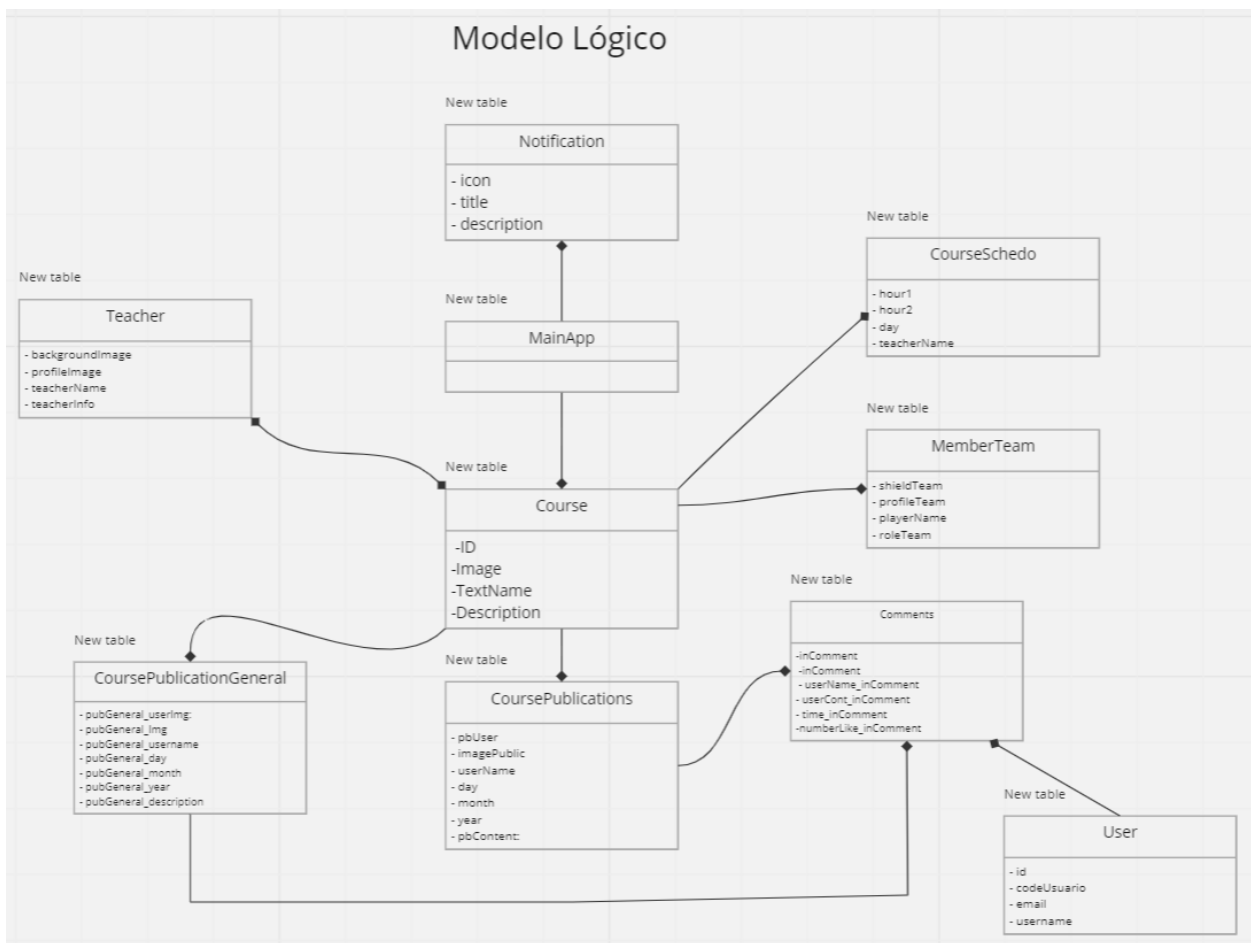 Modelo Lógico
New table
Notification
- icon
- title
- description
New table
CourseSchedo
- hour1
- hour2
- day
- teacherName
New table
Teacher
- backgroundImage
- profileImage
- teacherName
- teacherInfo
New table
MainApp
New table
MemberTeam
- shieldTeam
- profileTeam
- playerName
- roleTeam
New table
Course
-ID
-Image
-TextName
-Description
New table
Comments
-inComment
-inComment
- userName_inComment
- userCont_inComment
- time_inComment
-numberLike_inComment
New table
CoursePublicationGeneral
- pubGeneral_userImg:
- pubGeneral_Img
- pubGeneral_username
- pubGeneral_day
- pubGeneral_month
- pubGeneral_year
- pubGeneral_description
New table
CoursePublications
- pbUser
- imagePublic
- userName
- day
- month
- year
- pbContent:
New table
User
- id
- codeUsuario
- email
- username